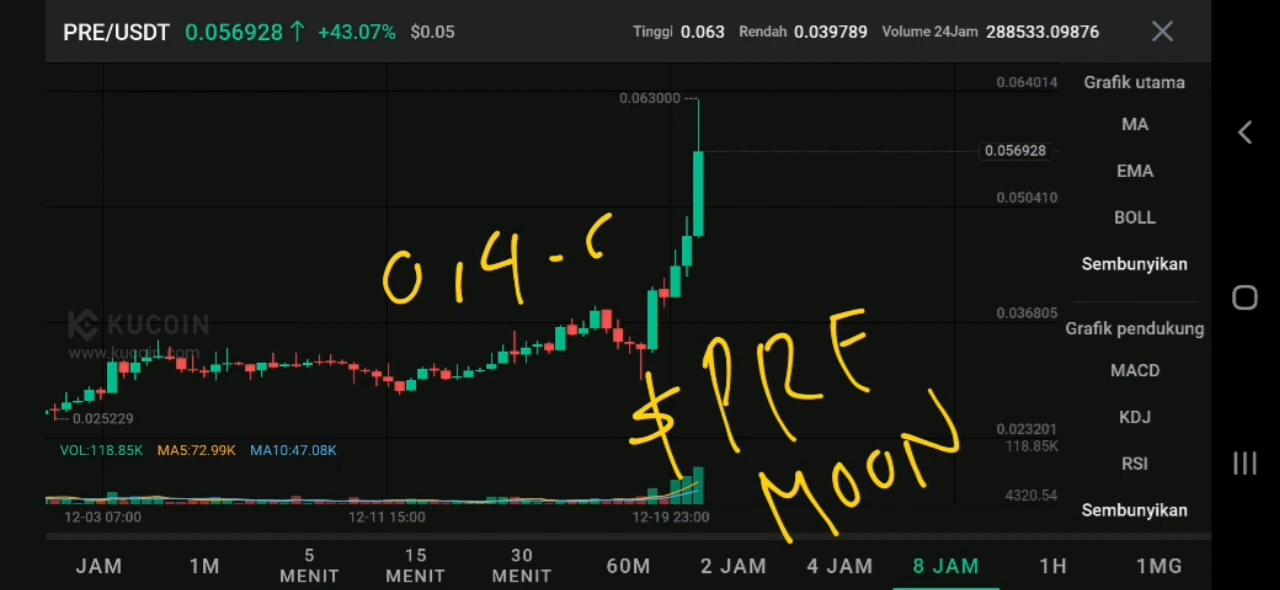 PRE/USDT 0.056928↑ +43.07% $0.05 Tinggi 0.063 Rendah 0.039789 Volume 24Jam 288533.09876
0.064014 Grafik utama
0.063000
MA
0.056928
EMA
0.050410
BOLL
0,4-
Sembunyikan
KUCOIN
www.kucoin.com
0.036805
Grafik pendukung
$PRE
MOON
MACD
0.025229
KDJ
0.023201
VOL:118.85K MA5:72.99K MA10:47.08K
118.85K
RSI
4320.54
12-03 07:00 12-11 15:00 12-19 23:00
Sembunyikan
JAM 1M 5 MENIT 15 MENIT 30 MENIT 60M 2 JAM 4 JAM 8 JAM 1H 1MG